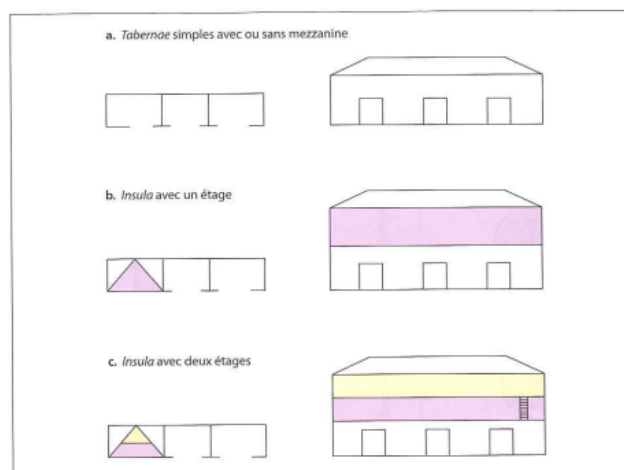 a. Tabernae simples avec ou sans mezzanine
b. Insula avec un étage
c. Insula avec deux étages